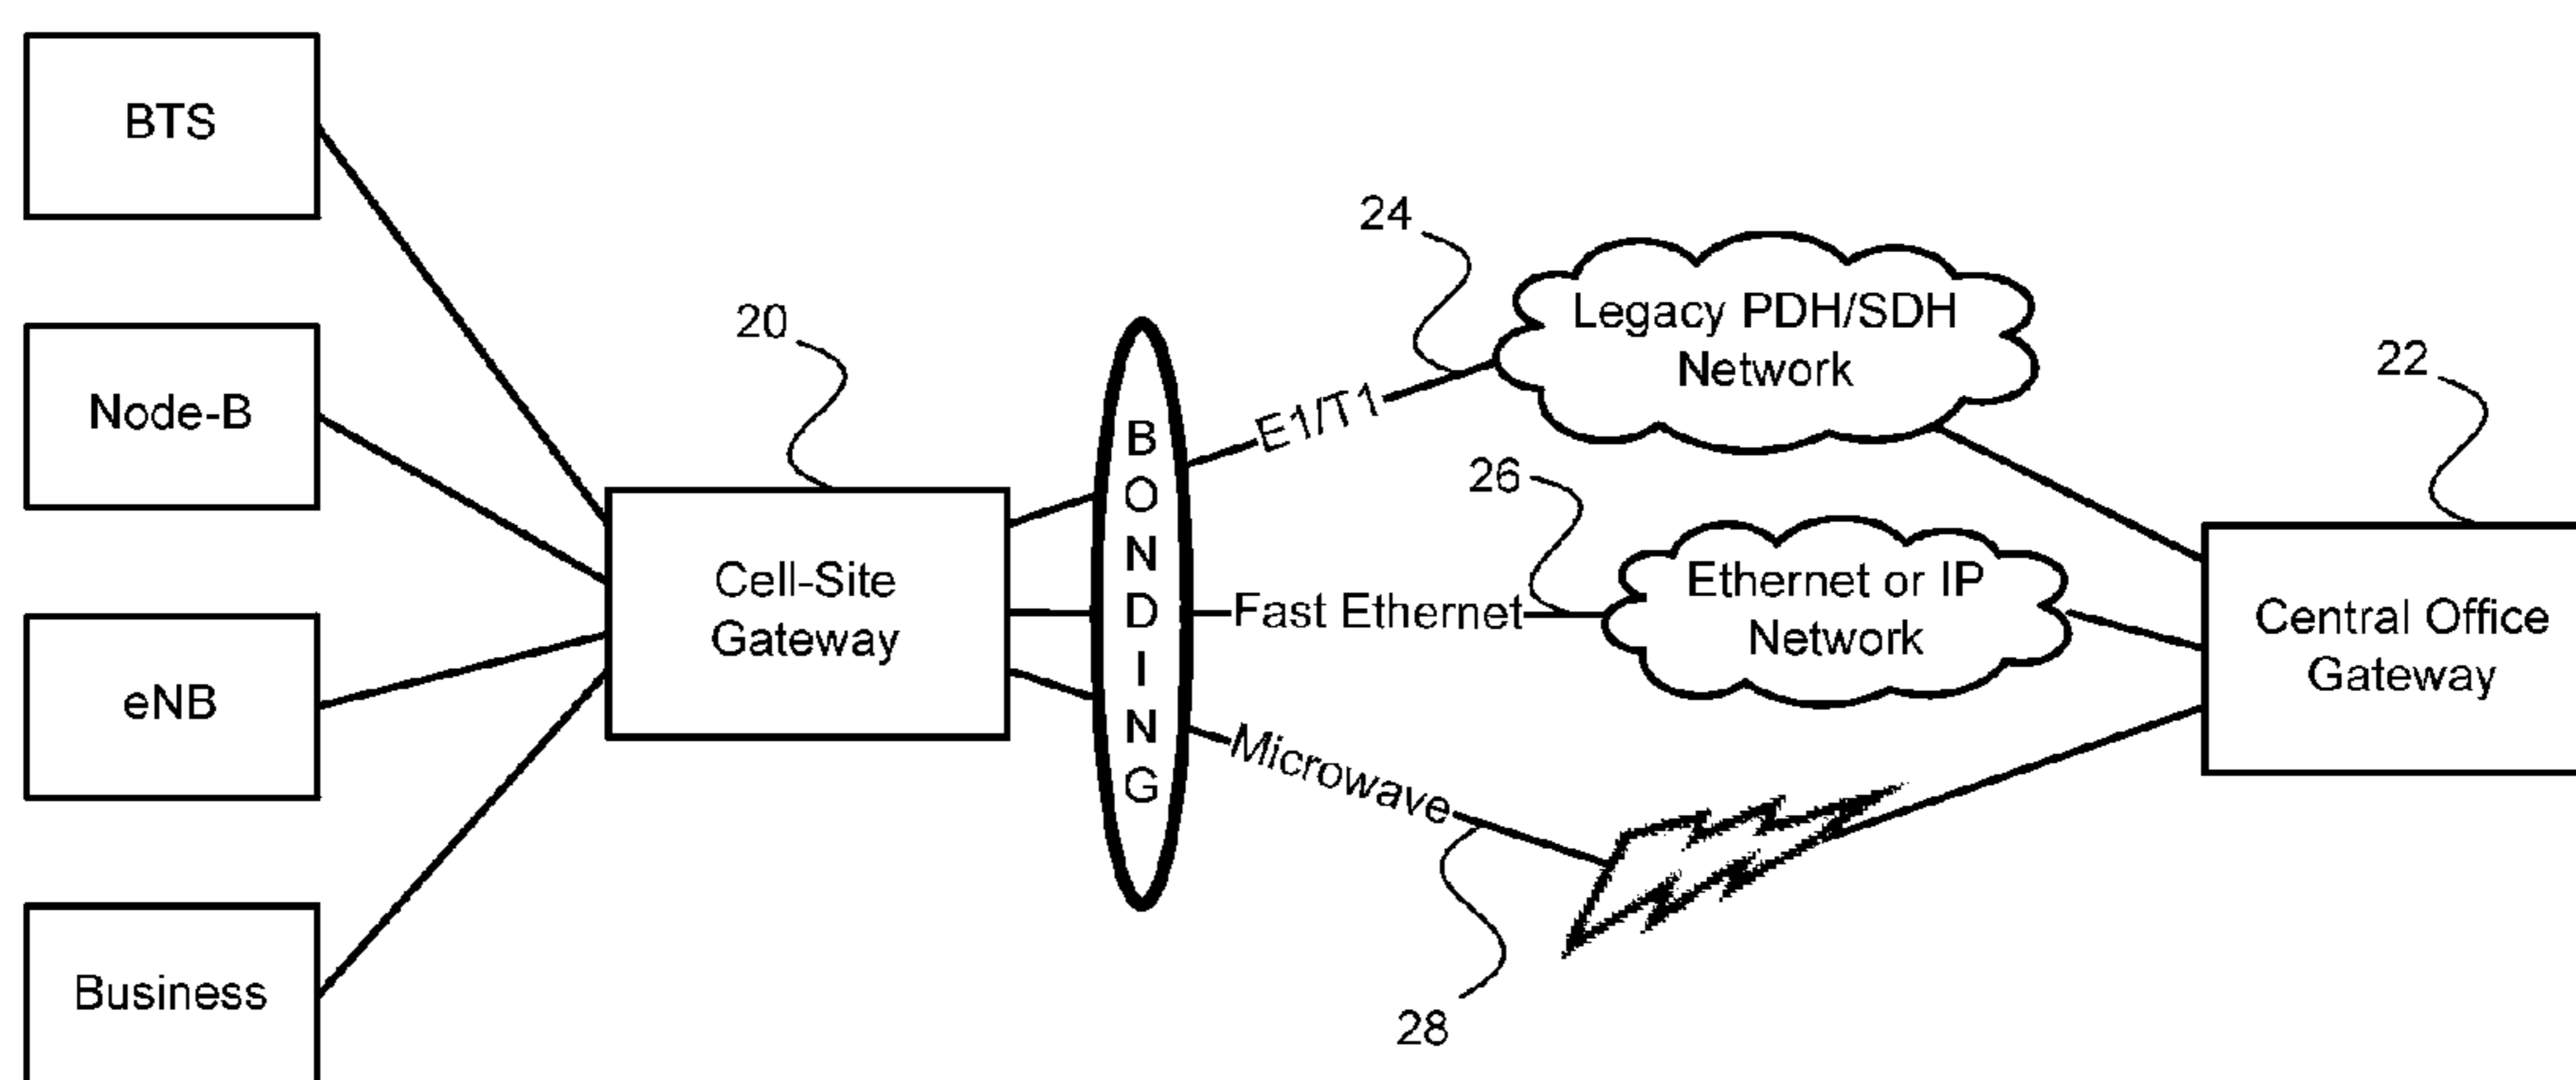 BTS
Node-B
eNB
Business
20
Cell-Site
Gateway
BONDING
24
E1/T1
Legacy PDH/SDH
Network
26
Fast Ethernet
Ethernet or IP
Network
Microwave
28
22
Central Office
Gateway